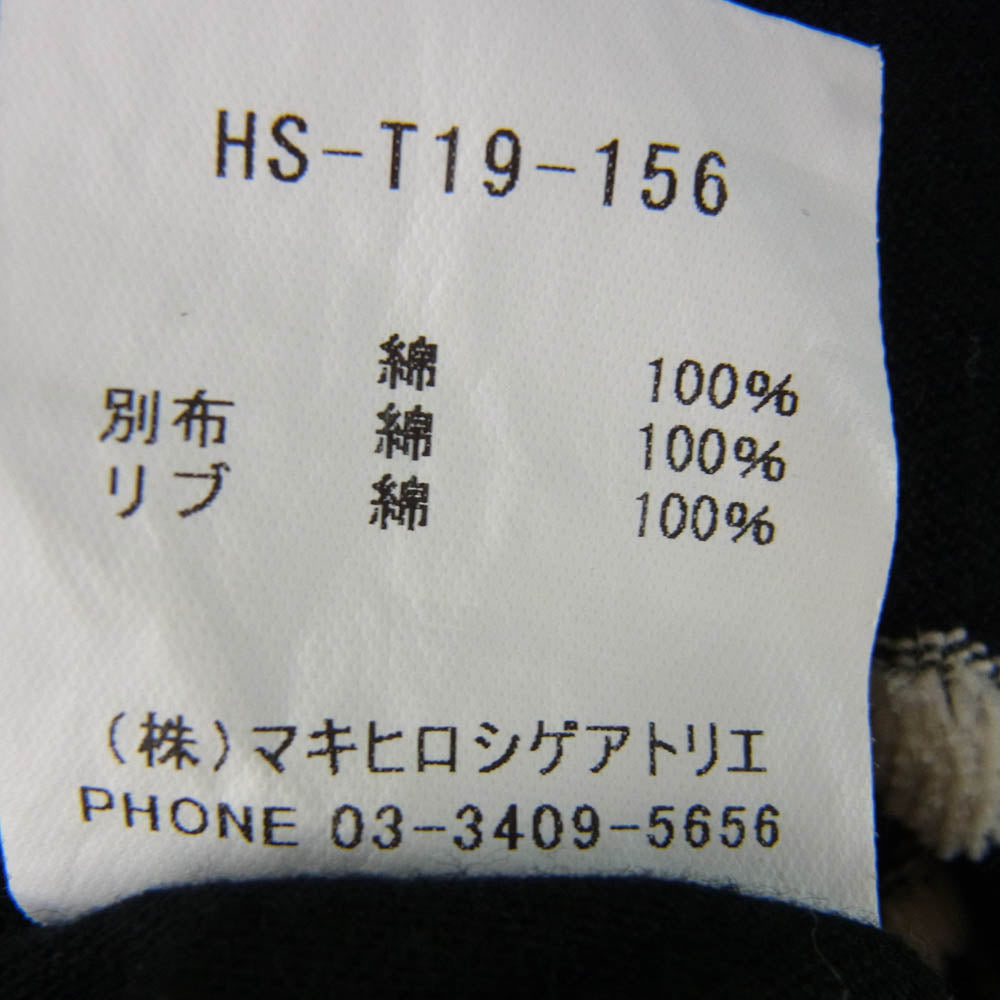 HS-T19-156
綿 100%
別布 綿 100%
リブ 綿 100%
(株)マキヒロシゲアトリエ
PHONE 03-3409-5656